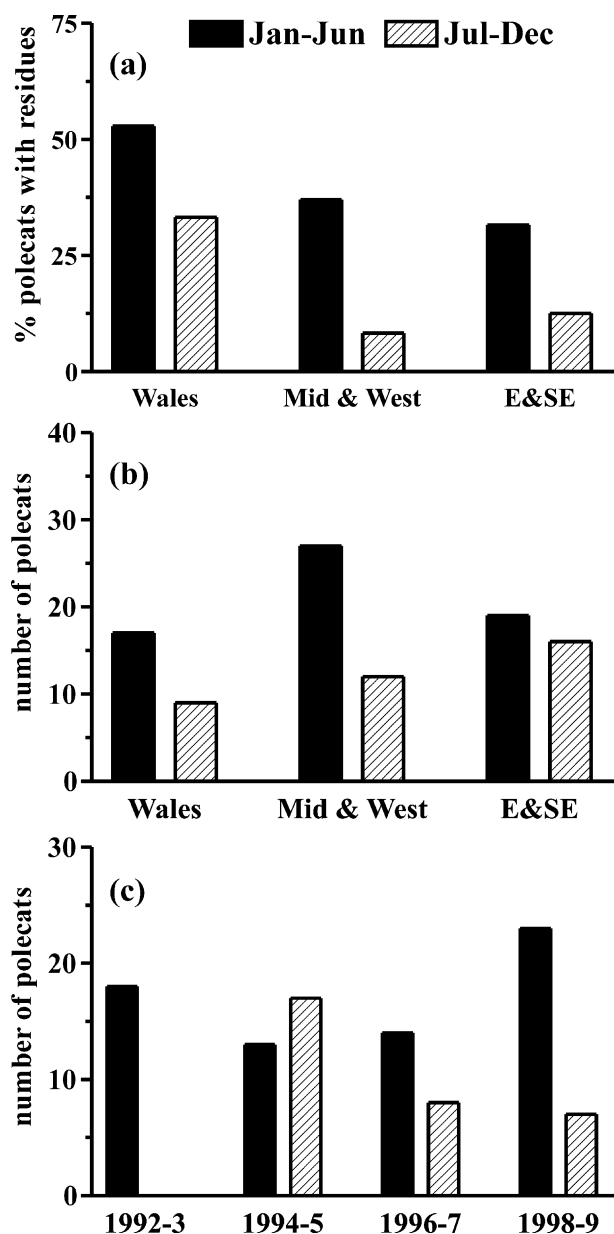 Jan-Jun Jul-Dec
(a)
% polecats with residues
75
50
25
0
Wales Mid & West E&SE
(b)
number of polecats
40
30
20
10
0
Wales Mid & West E&SE
(c)
number of polecats
30
20
10
0
1992-3 1994-5 1996-7 1998-9